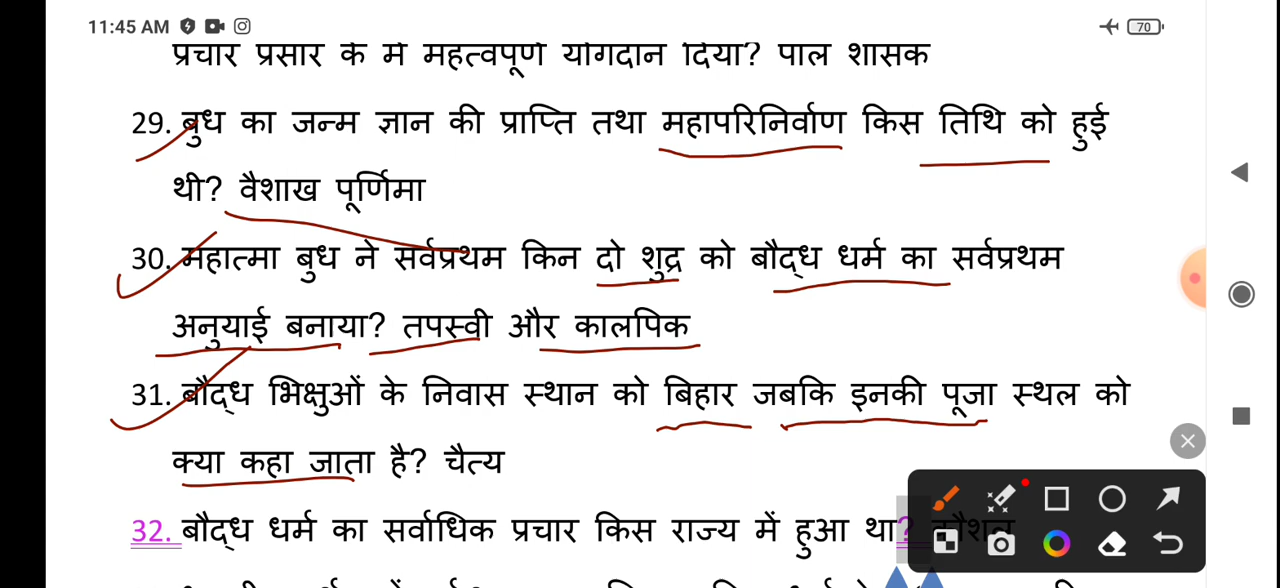 11:45 AM
70
प्रचार प्रसार के में महत्वपूर्ण योगदान दिया? पाल शासक
29. बुध का जन्म ज्ञान की प्राप्ति तथा महापरिनिर्वाण किस तिथि को हुई
थी? वैशाख पूर्णिमा
30. महात्मा बुध ने सर्वप्रथम किन दो शुद्र को बौद्ध धर्म का सर्वप्रथम
अनुयाई बनाया? तपस्वी और कालपिक
31. बौद्ध भिक्षुओं के निवास स्थान को बिहार जबकि इनकी पूजा स्थल को
क्या कहा जाता है? चैत्य
32. बौद्ध धर्म का सर्वाधिक प्रचार किस राज्य में हुआ था? कौशल